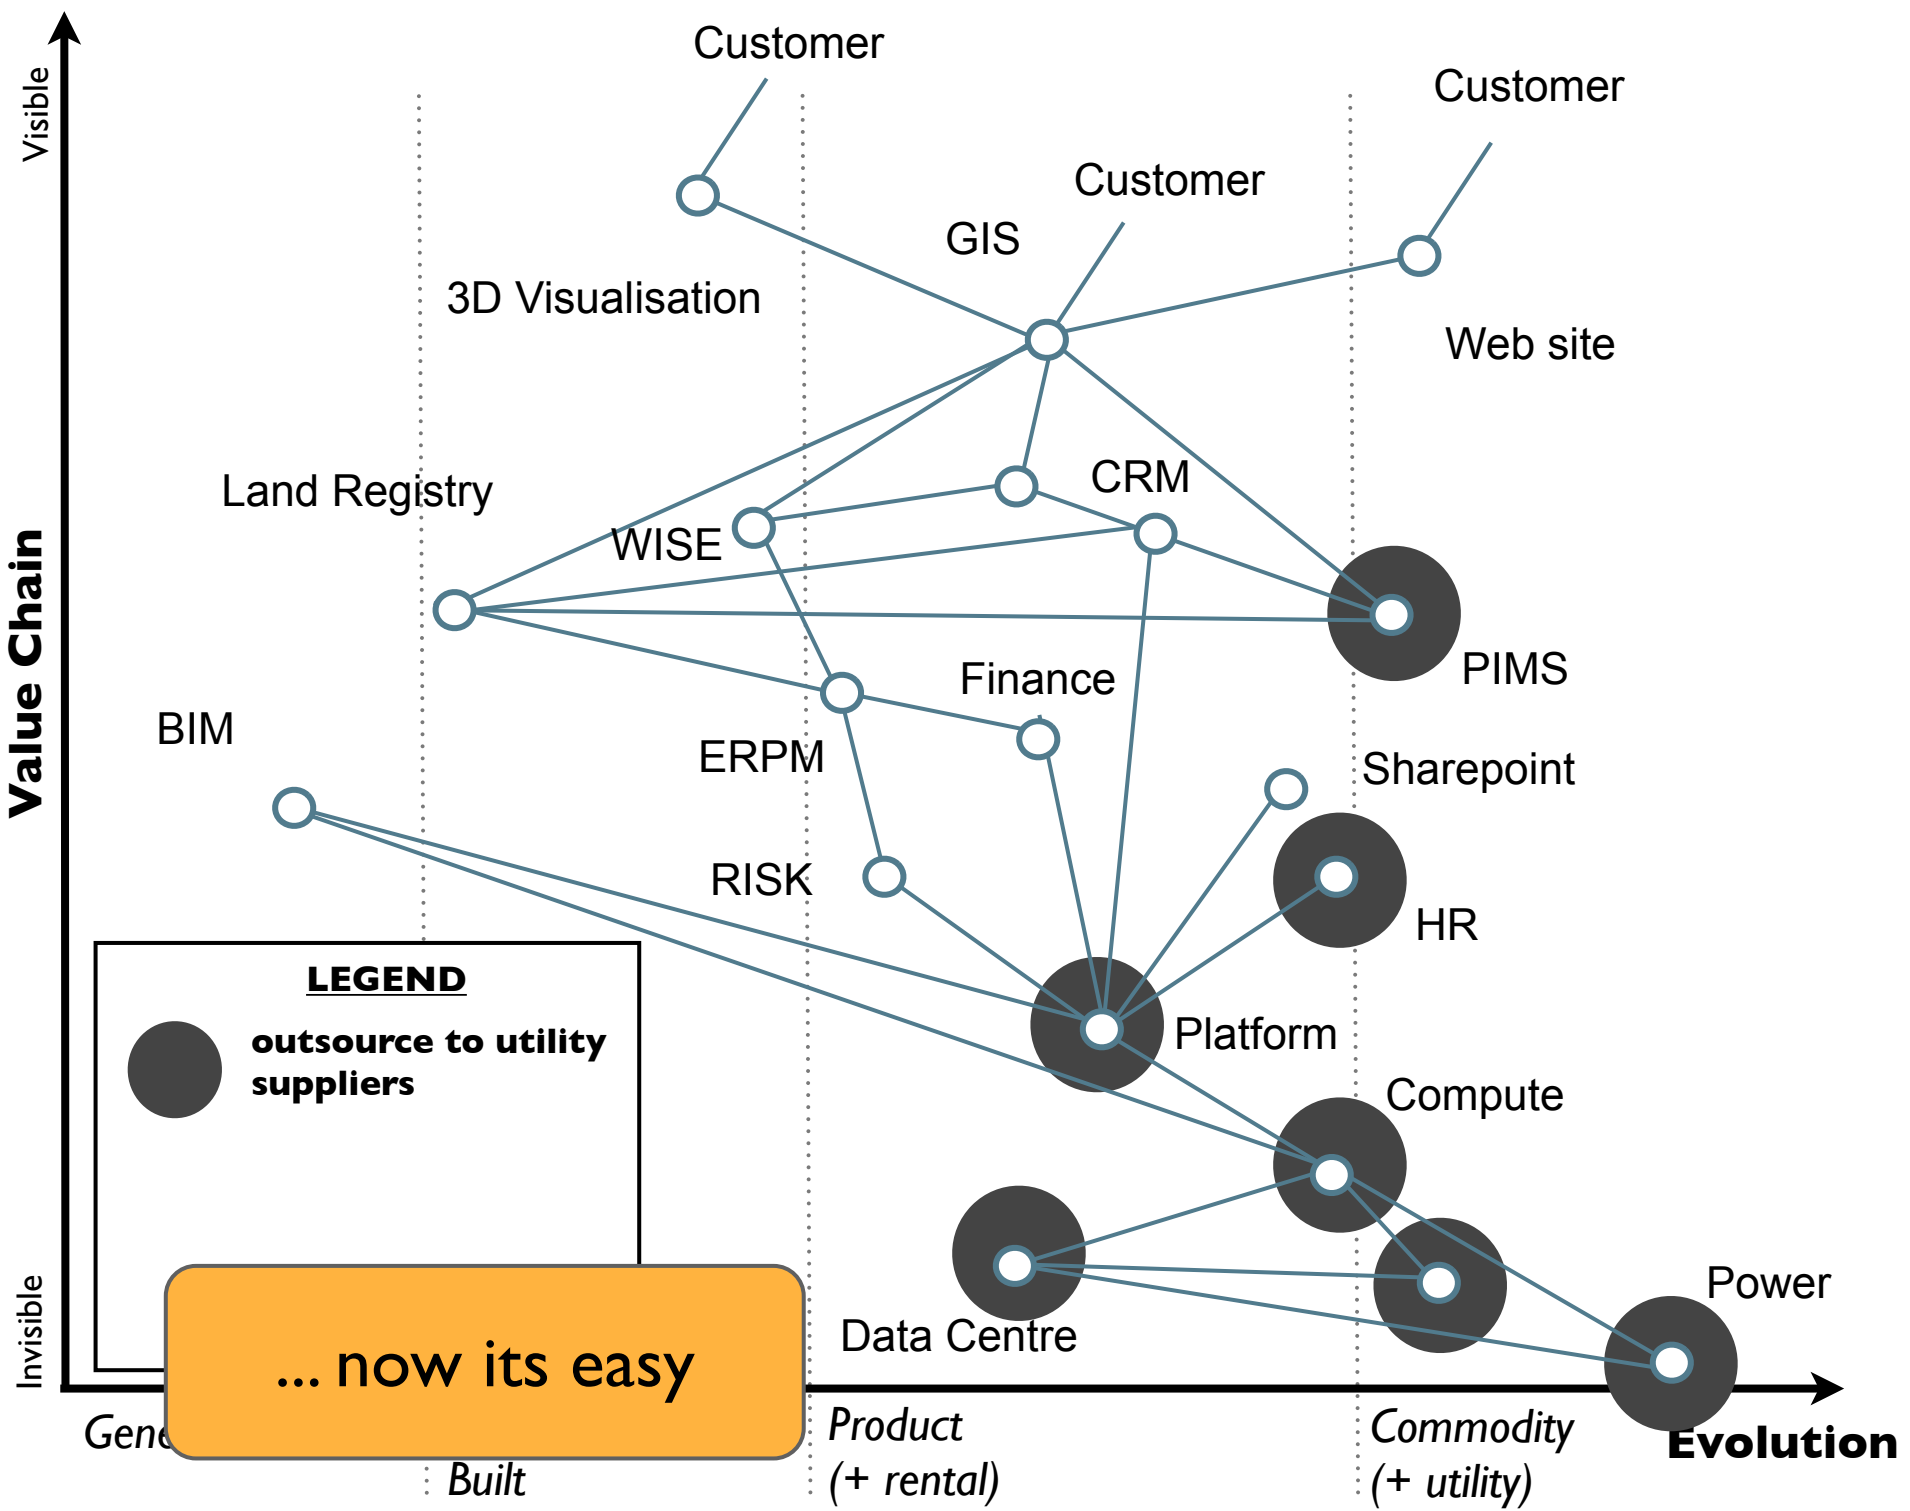 Customer
Customer
Visible
Customer
GIS
3D Visualisation
Web site
CRM
Land Registry
WISE
Value Chain
PIMS
Finance
BIM
ERPM
Sharepoint
RISK
HR
LEGEND
outsource to utility
suppliers
Platform
Compute
Power
Invisible
Data Centre
... now its easy
Product
(+ rental)
Commodity
(+ utility)
Evolution
Built